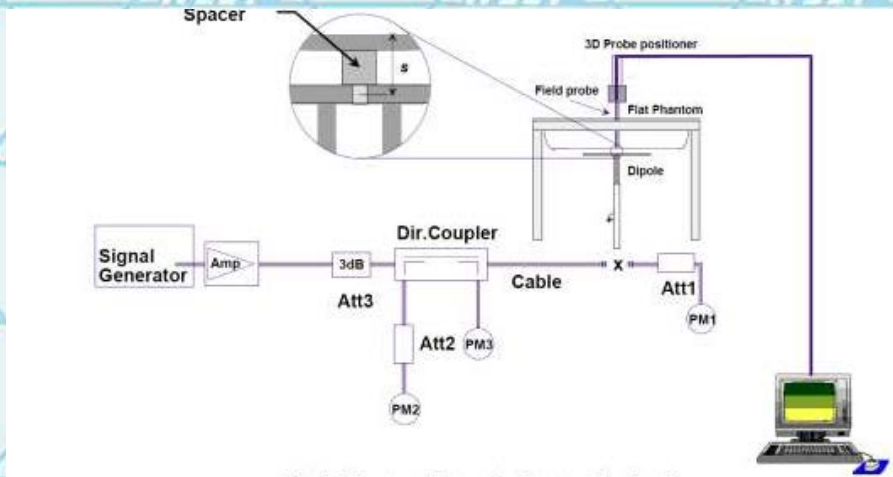 Spacer
s
3D Probe positioner
Field probe
Flat Phantom
Dipole
Signal
Generator
Amp
3dB
Att3
Dir.Coupler
Att2
PM3
PM2
Cable
x
Att1
PM1